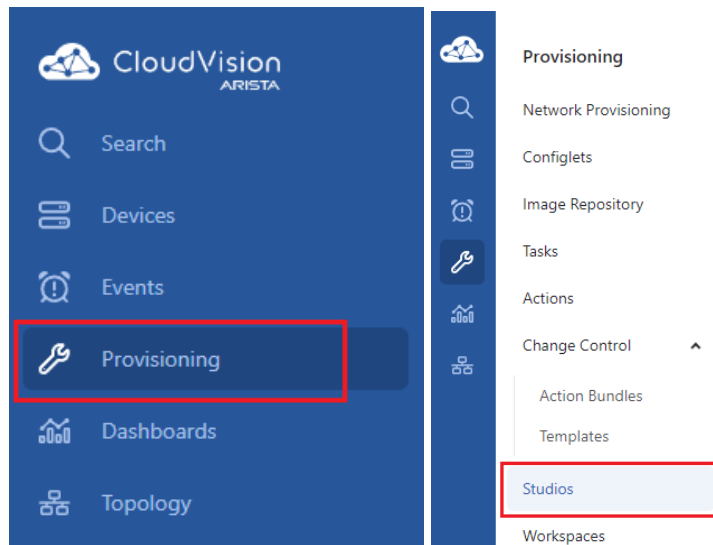 CloudVision
ARISTA
Search
Devices
Events
Provisioning
Dashboards
Topology
Provisioning
Network Provisioning
Configlets
Image Repository
Tasks
Actions
Change Control
Action Bundles
Templates
Studios
Workspaces